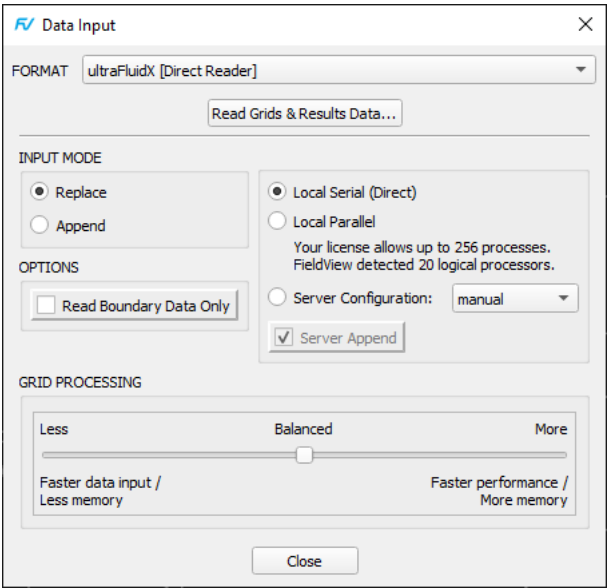 FV Data Input
FORMAT ultraFluidX [Direct Reader]
Read Grids & Results Data...
INPUT MODE
Replace
Append
OPTIONS
Read Boundary Data Only
Local Serial (Direct)
Local Parallel
Your license allows up to 256 processes.
FieldView detected 20 logical processors.
Server Configuration: manual
Server Append
GRID PROCESSING
Less Balanced More
Faster data input /
Less memory
Faster performance /
More memory
Close